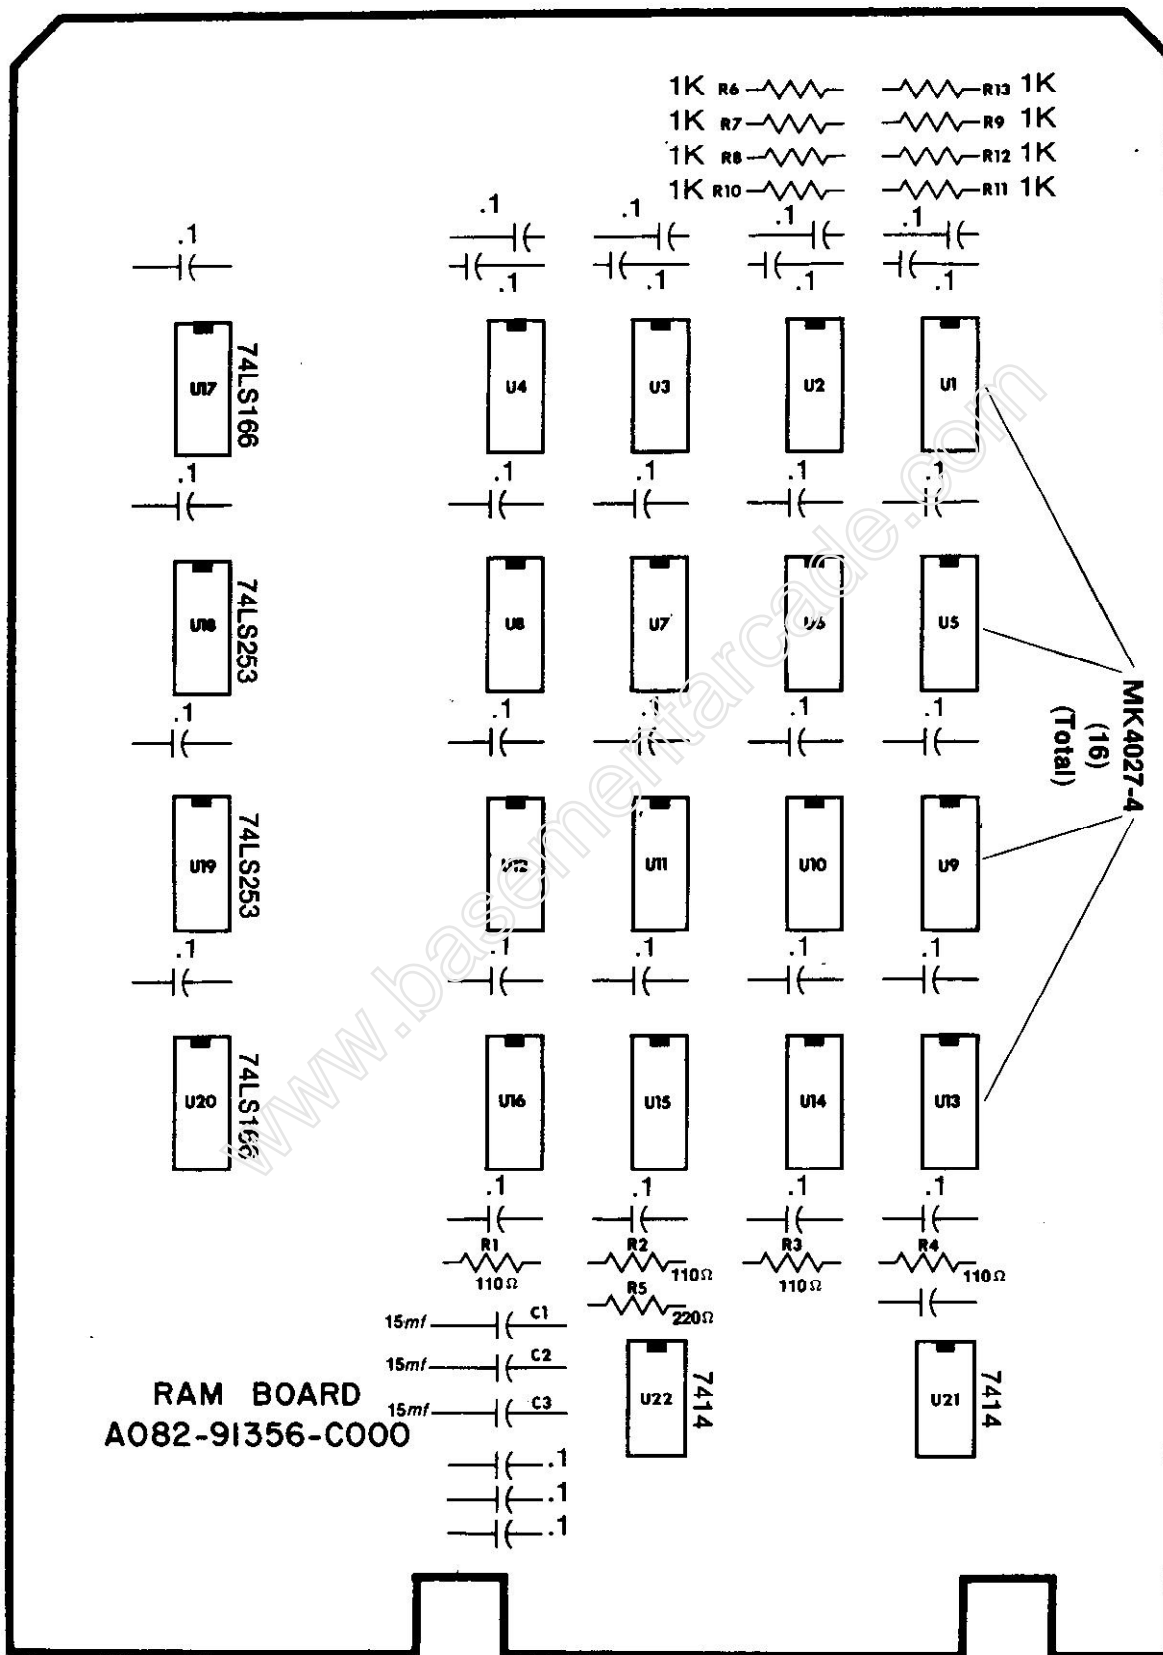 1K R6 R13 1K
1K R7 R9 1K
1K R8 R12 1K
1K R10 R11 1K
.1 .1 .1 .1 .1
.1 .1 .1 .1
U17 74LS166 U4 U3 U2 U1
.1 .1 .1 .1 .1
U18 74LS253 U8 U7 U6 U5
.1 .1 .1 .1 .1
MK4027-4
(16)
(Total)
U19 74LS253 U12 U11 U10 U9
.1 .1 .1 .1 .1
U20 74LS166 U16 U15 U14 U13
.1 .1 .1 .1
R1 R2 R3 R4
110Ω 110Ω 110Ω 110Ω
R5
220Ω
15mf C1
15mf C2
15mf C3
U22 7414 U21 7414
RAM BOARD
A082-91356-C000
.1
.1
.1
www.basementarcade.com